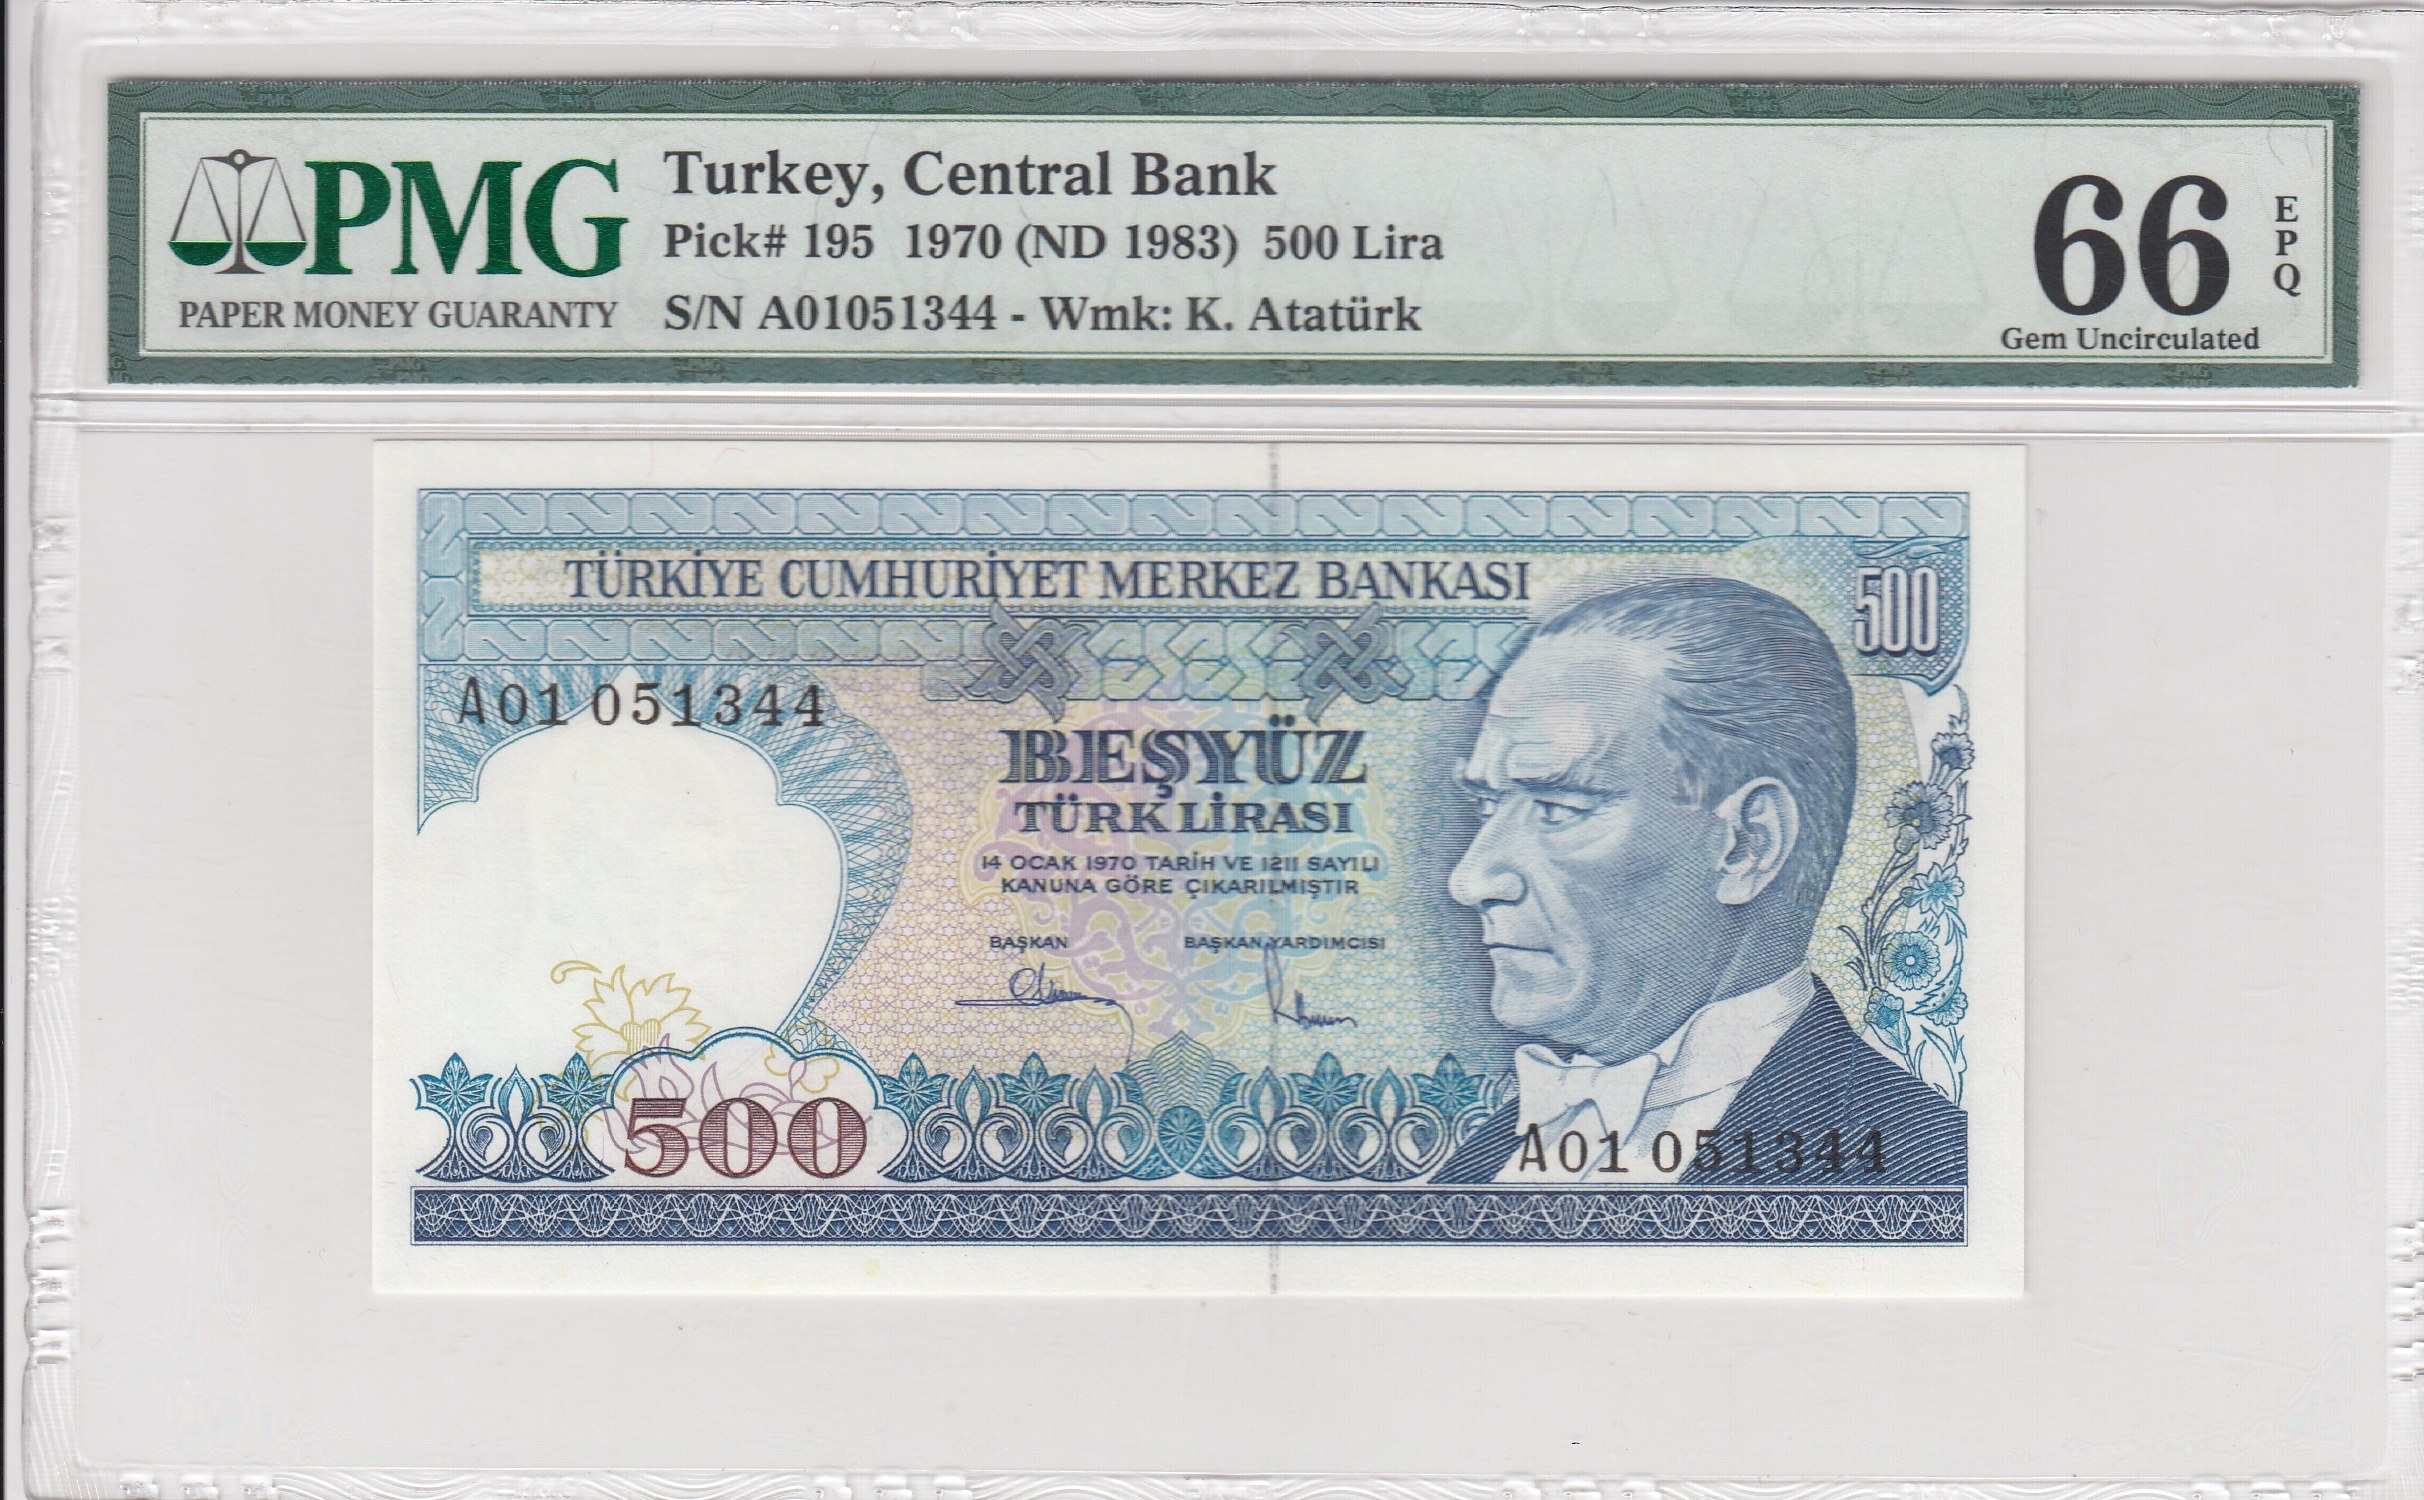 PMG
PAPER MONEY GUARANTY
Turkey, Central Bank
Pick# 195 1970 (ND 1983) 500 Lira
S/N A01051344 - Wmk: K. Atatürk
66
EPQ
Gem Uncirculated
TÜRKİYE CUMHURİYET MERKEZ BANKASI
500
A01 051344
BEŞYÜZ
TÜRK LİRASI
14 OCAK 1970 TARİH VE 1211 SAYILI
KANUNA GÖRE ÇIKARILMIŞTIR
BAŞKAN BAŞKAN YARDIMCISI
500
A01 051344